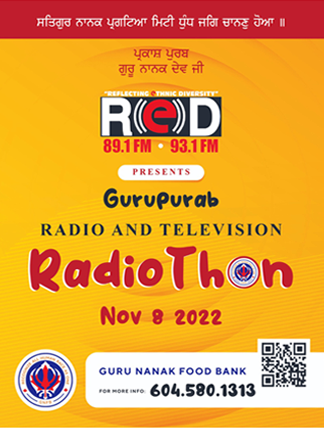 ਸਤਿਗੁਰ ਨਾਨਕ ਪ੍ਰਗਟਿਆ ਮਿਟੀ ਧੁੰਧ ਜਗਿ ਚਾਨਣੁ ਹੋਆ ॥
ਪ੍ਰਕਾਸ਼ ਪੁਰਬ
ਗੁਰੂ ਨਾਨਕ ਦੇਵ ਜੀ
"REFLECTING eTHNIC DIVERSITY"
ReD
89.1 FM • 93.1 FM
PRESENTS
GuruPurab
RADIO AND TELEVISION
RadioThon
Nov 8 2022
GURU NANAK FOOD BANK
FOR MORE INFO: 604.580.1313